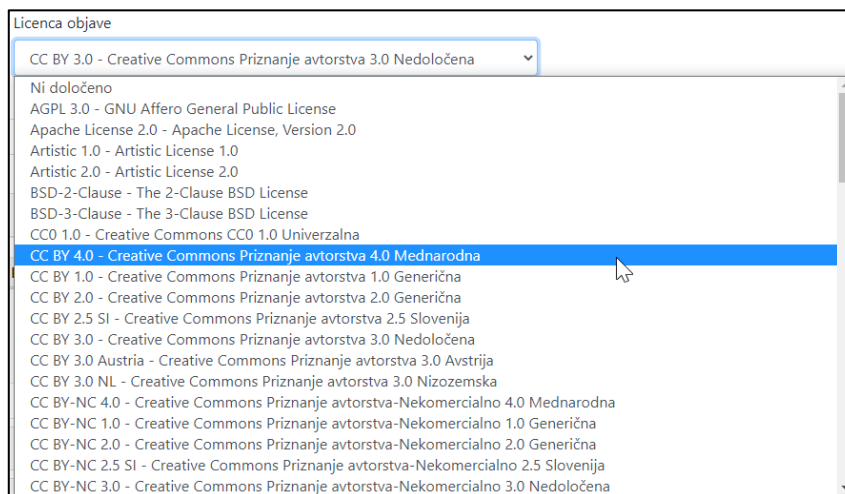 Licenca objave
CC BY 3.0 - Creative Commons Priznanje avtorstva 3.0 Nedoločena
Ni določeno
AGPL 3.0 - GNU Affero General Public License
Apache License 2.0 - Apache License, Version 2.0
Artistic 1.0 - Artistic License 1.0
Artistic 2.0 - Artistic License 2.0
BSD-2-Clause - The 2-Clause BSD License
BSD-3-Clause - The 3-Clause BSD License
CC0 1.0 - Creative Commons CC0 1.0 Univerzalna
CC BY 4.0 - Creative Commons Priznanje avtorstva 4.0 Mednarodna
CC BY 1.0 - Creative Commons Priznanje avtorstva 1.0 Generična
CC BY 2.0 - Creative Commons Priznanje avtorstva 2.0 Generična
CC BY 2.5 SI - Creative Commons Priznanje avtorstva 2.5 Slovenija
CC BY 3.0 - Creative Commons Priznanje avtorstva 3.0 Nedoločena
CC BY 3.0 Austria - Creative Commons Priznanje avtorstva 3.0 Avstrija
CC BY 3.0 NL - Creative Commons Priznanje avtorstva 3.0 Nizozemska
CC BY-NC 4.0 - Creative Commons Priznanje avtorstva-Nekomercialno 4.0 Mednarodna
CC BY-NC 1.0 - Creative Commons Priznanje avtorstva-Nekomercialno 1.0 Generična
CC BY-NC 2.0 - Creative Commons Priznanje avtorstva-Nekomercialno 2.0 Generična
CC BY-NC 2.5 SI - Creative Commons Priznanje avtorstva-Nekomercialno 2.5 Slovenija
CC BY-NC 3.0 - Creative Commons Priznanje avtorstva-Nekomercialno 3.0 Nedoločena